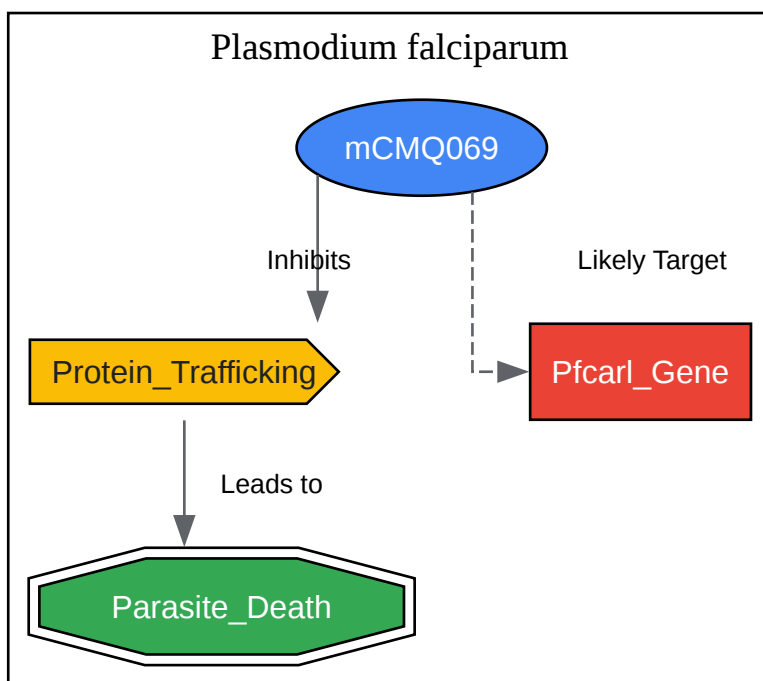 Plasmodium falciparum
mCMQ069
Inhibits
Likely Target
Protein_Trafficking
Pfcarl_Gene
Leads to
Parasite_Death